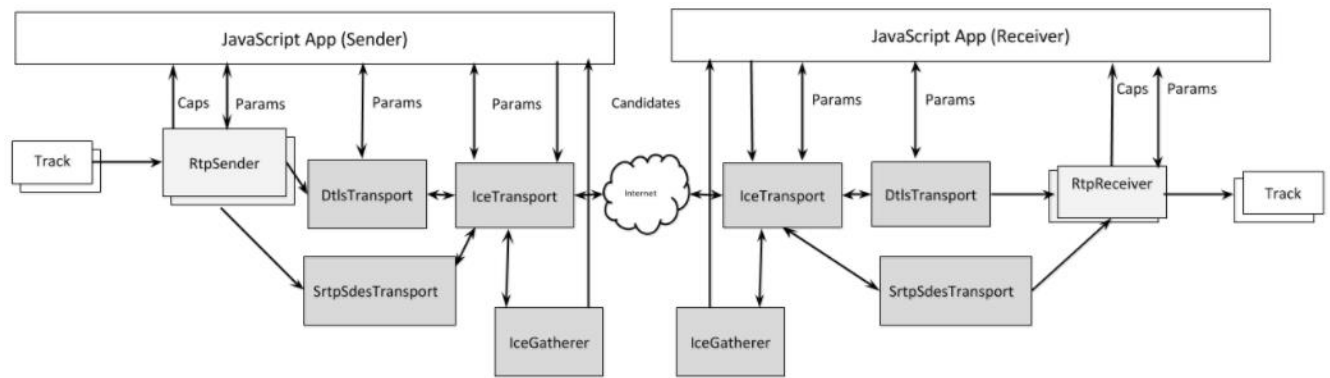 JavaScript App (Sender)
JavaScript App (Receiver)
Caps
Params
Params
Params
Candidates
Params
Params
Caps
Params
Track
RtpSender
DtlsTransport
IceTransport
Internet
IceTransport
DtlsTransport
RtpReceiver
Track
SrtpSdesTransport
SrtpSdesTransport
IceGatherer
IceGatherer